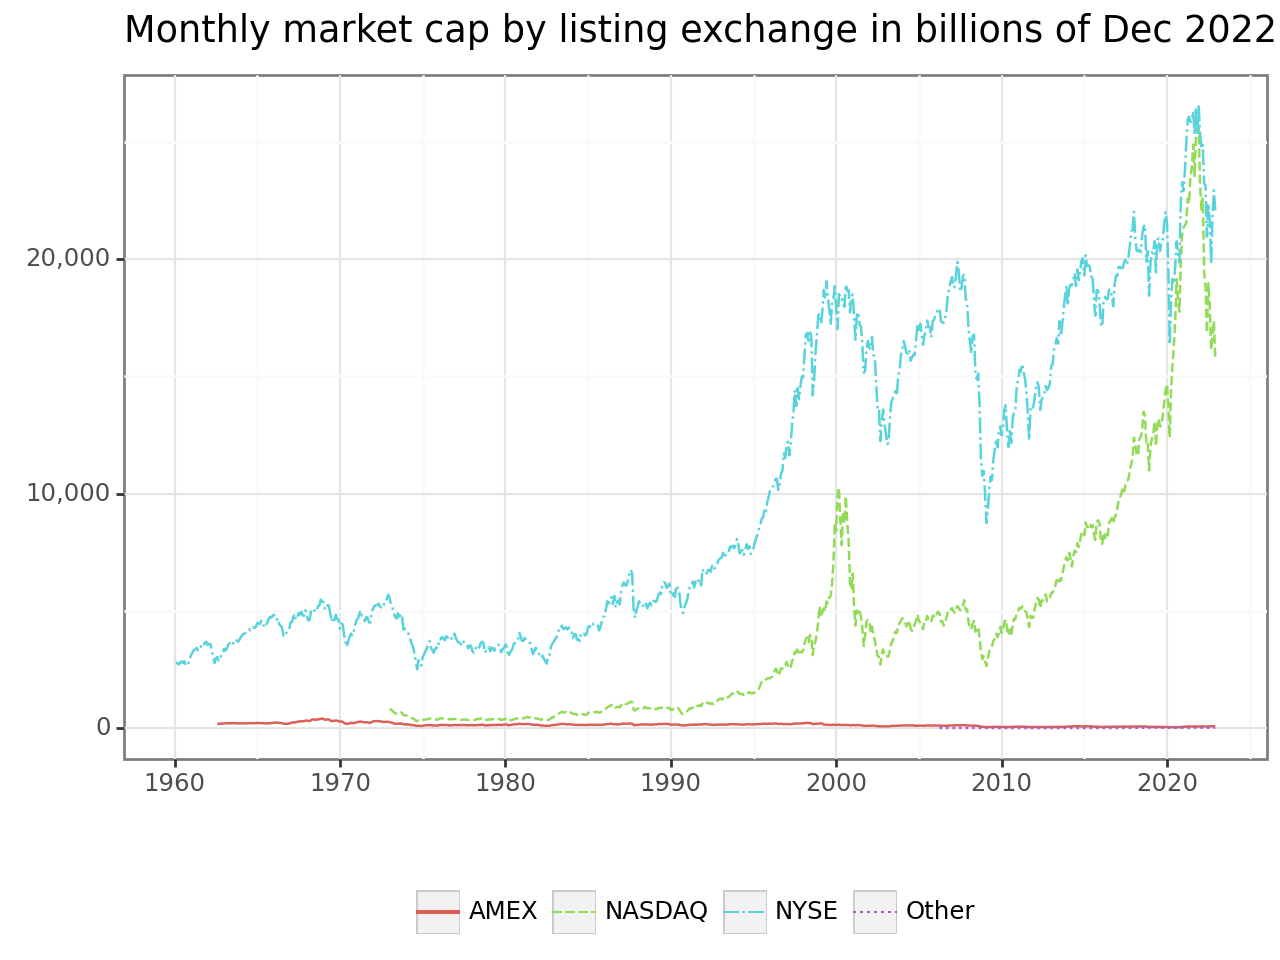 Monthly market cap by listing exchange in billions of Dec 2022
20,000
10,000
0
1960 1970 1980 1990 2000 2010 2020
AMEX NASDAQ NYSE Other